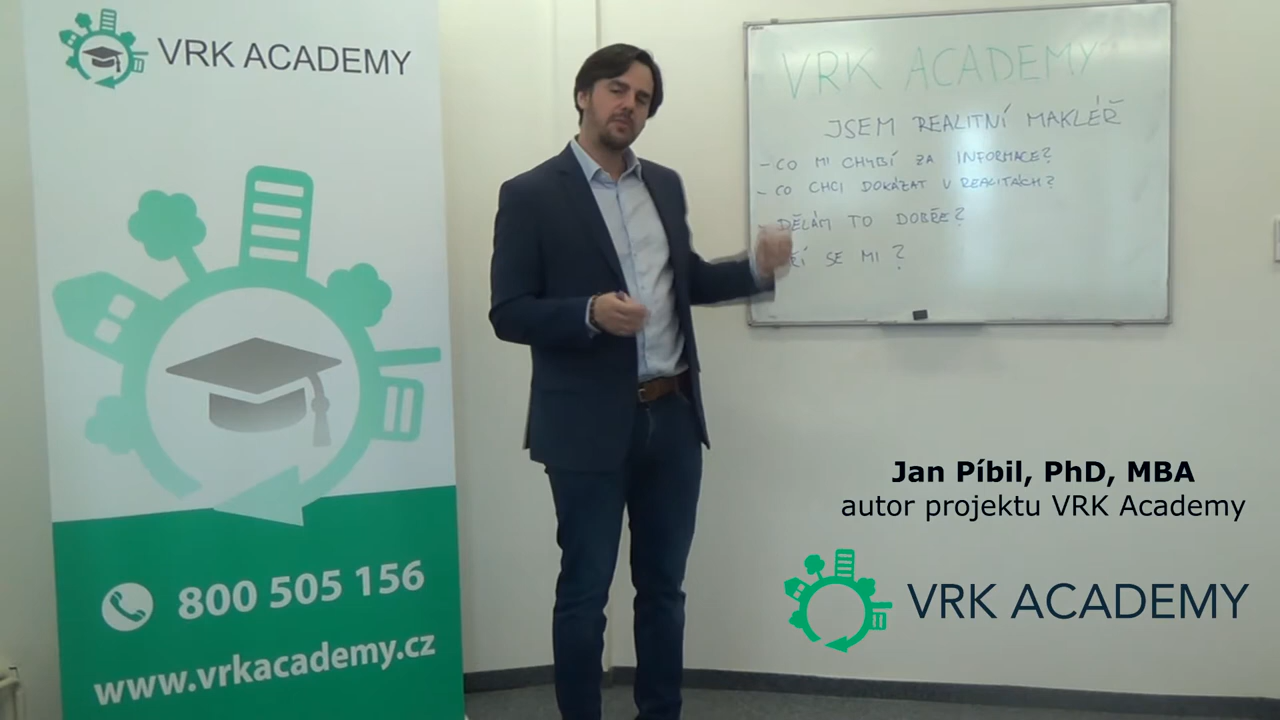 VRK ACADEMY
800 505 156
www.vrkacademy.cz
VRK ACADEMY
JSEM REALITNÍ MAKLÉŘ
- CO MI CHYBÍ ZA INFORMACE?
- CO CHCI DOKÁZAT V REALITÁCH?
- DĚLÁM TO DOBŘE?
SE MI?
Jan Píbil, PhD, MBA
autor projektu VRK Academy
VRK ACADEMY